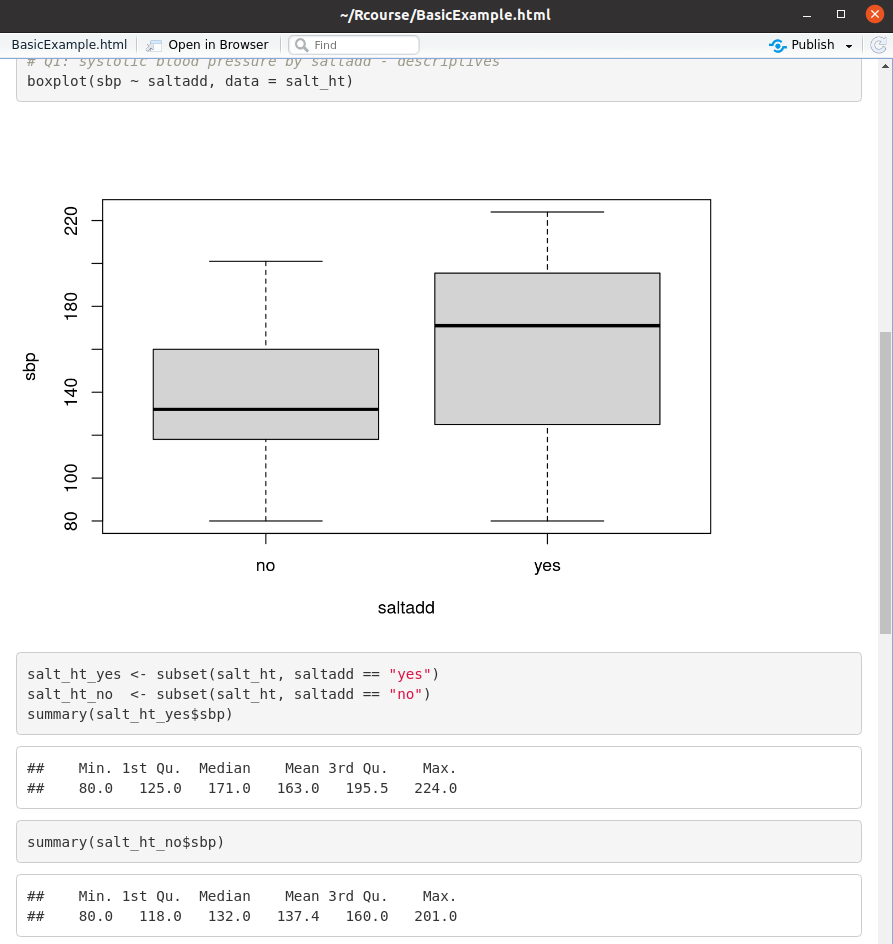 ~/Rcourse/BasicExample.html
BasicExample.html Open in Browser Find Publish
# Q1: systolic blood pressure by saltadd - descriptives
boxplot(sbp ~ saltadd, data = salt_ht)
220
180
140
100
80
sbp
no yes
saltadd
salt_ht_yes <- subset(salt_ht, saltadd == "yes")
salt_ht_no  <- subset(salt_ht, saltadd == "no")
summary(salt_ht_yes$sbp)
##    Min. 1st Qu.  Median    Mean 3rd Qu.    Max.
##    80.0   125.0   171.0   163.0   195.5   224.0
summary(salt_ht_no$sbp)
##    Min. 1st Qu.  Median    Mean 3rd Qu.    Max.
##    80.0   118.0   132.0   137.4   160.0   201.0